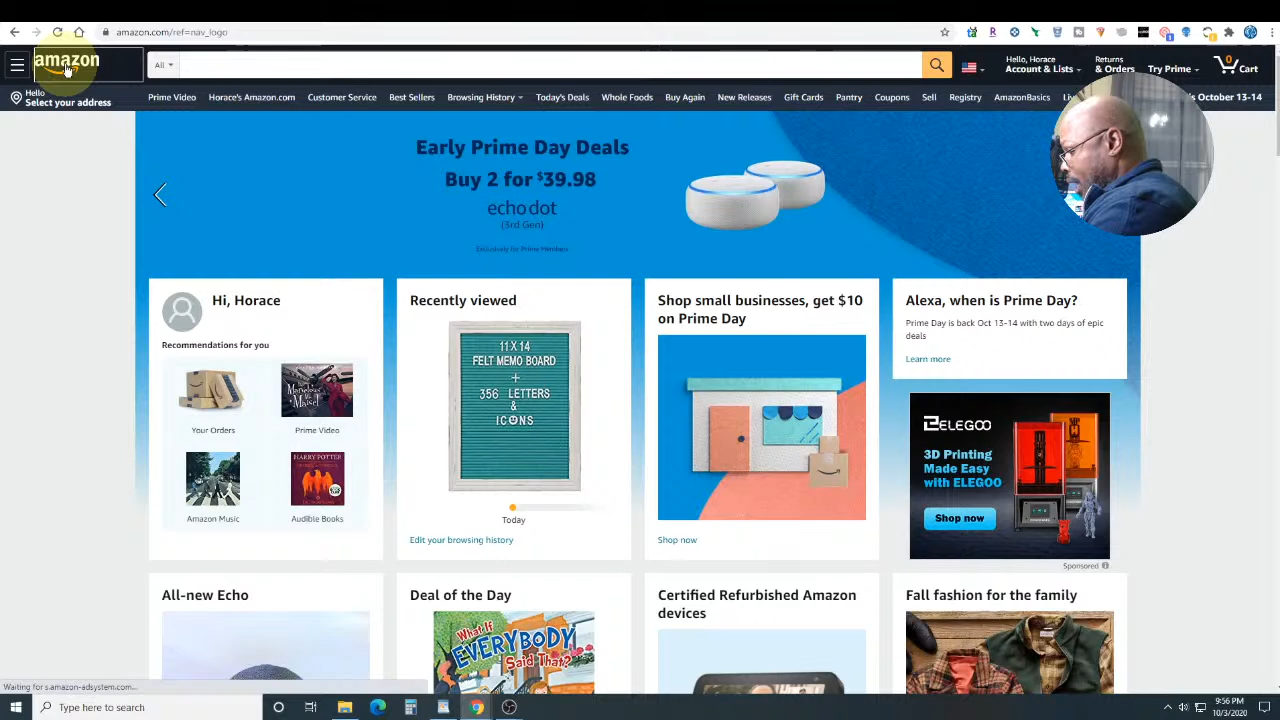 amazon.com/ref=nav_logo
amazon
All
Hello, Horace
Account & Lists
Returns
& Orders
Try Prime
0
Cart
Hello
Select your address
Prime Video
Horace's Amazon.com
Customer Service
Best Sellers
Browsing History
Today's Deals
Whole Foods
Buy Again
New Releases
Gift Cards
Pantry
Coupons
Sell
Registry
AmazonBasics
October 13-14
Early Prime Day Deals
Buy 2 for $39.98
echo dot
(3rd Gen)
Exclusively for Prime Members
Hi, Horace
Recommendations for you
Your Orders
Prime Video
HARRY POTTER
Amazon Music
Audible Books
Recently viewed
11X14
FELT MEMO BOARD
+
356 LETTERS
&
ICONS
Today
Edit your browsing history
Shop small businesses, get $10
on Prime Day
Shop now
Alexa, when is Prime Day?
Prime Day is back Oct 13-14 with two days of epic
deals
Learn more
ELEGOO
3D Printing
Made Easy
with ELEGOO
Shop now
Sponsored
All-new Echo
Deal of the Day
What If
EVERYBODY
Said That?
Certified Refurbished Amazon
devices
Fall fashion for the family
Waiting for s.amazon-adsystem.com...
Type here to search
9:56 PM
10/3/2020